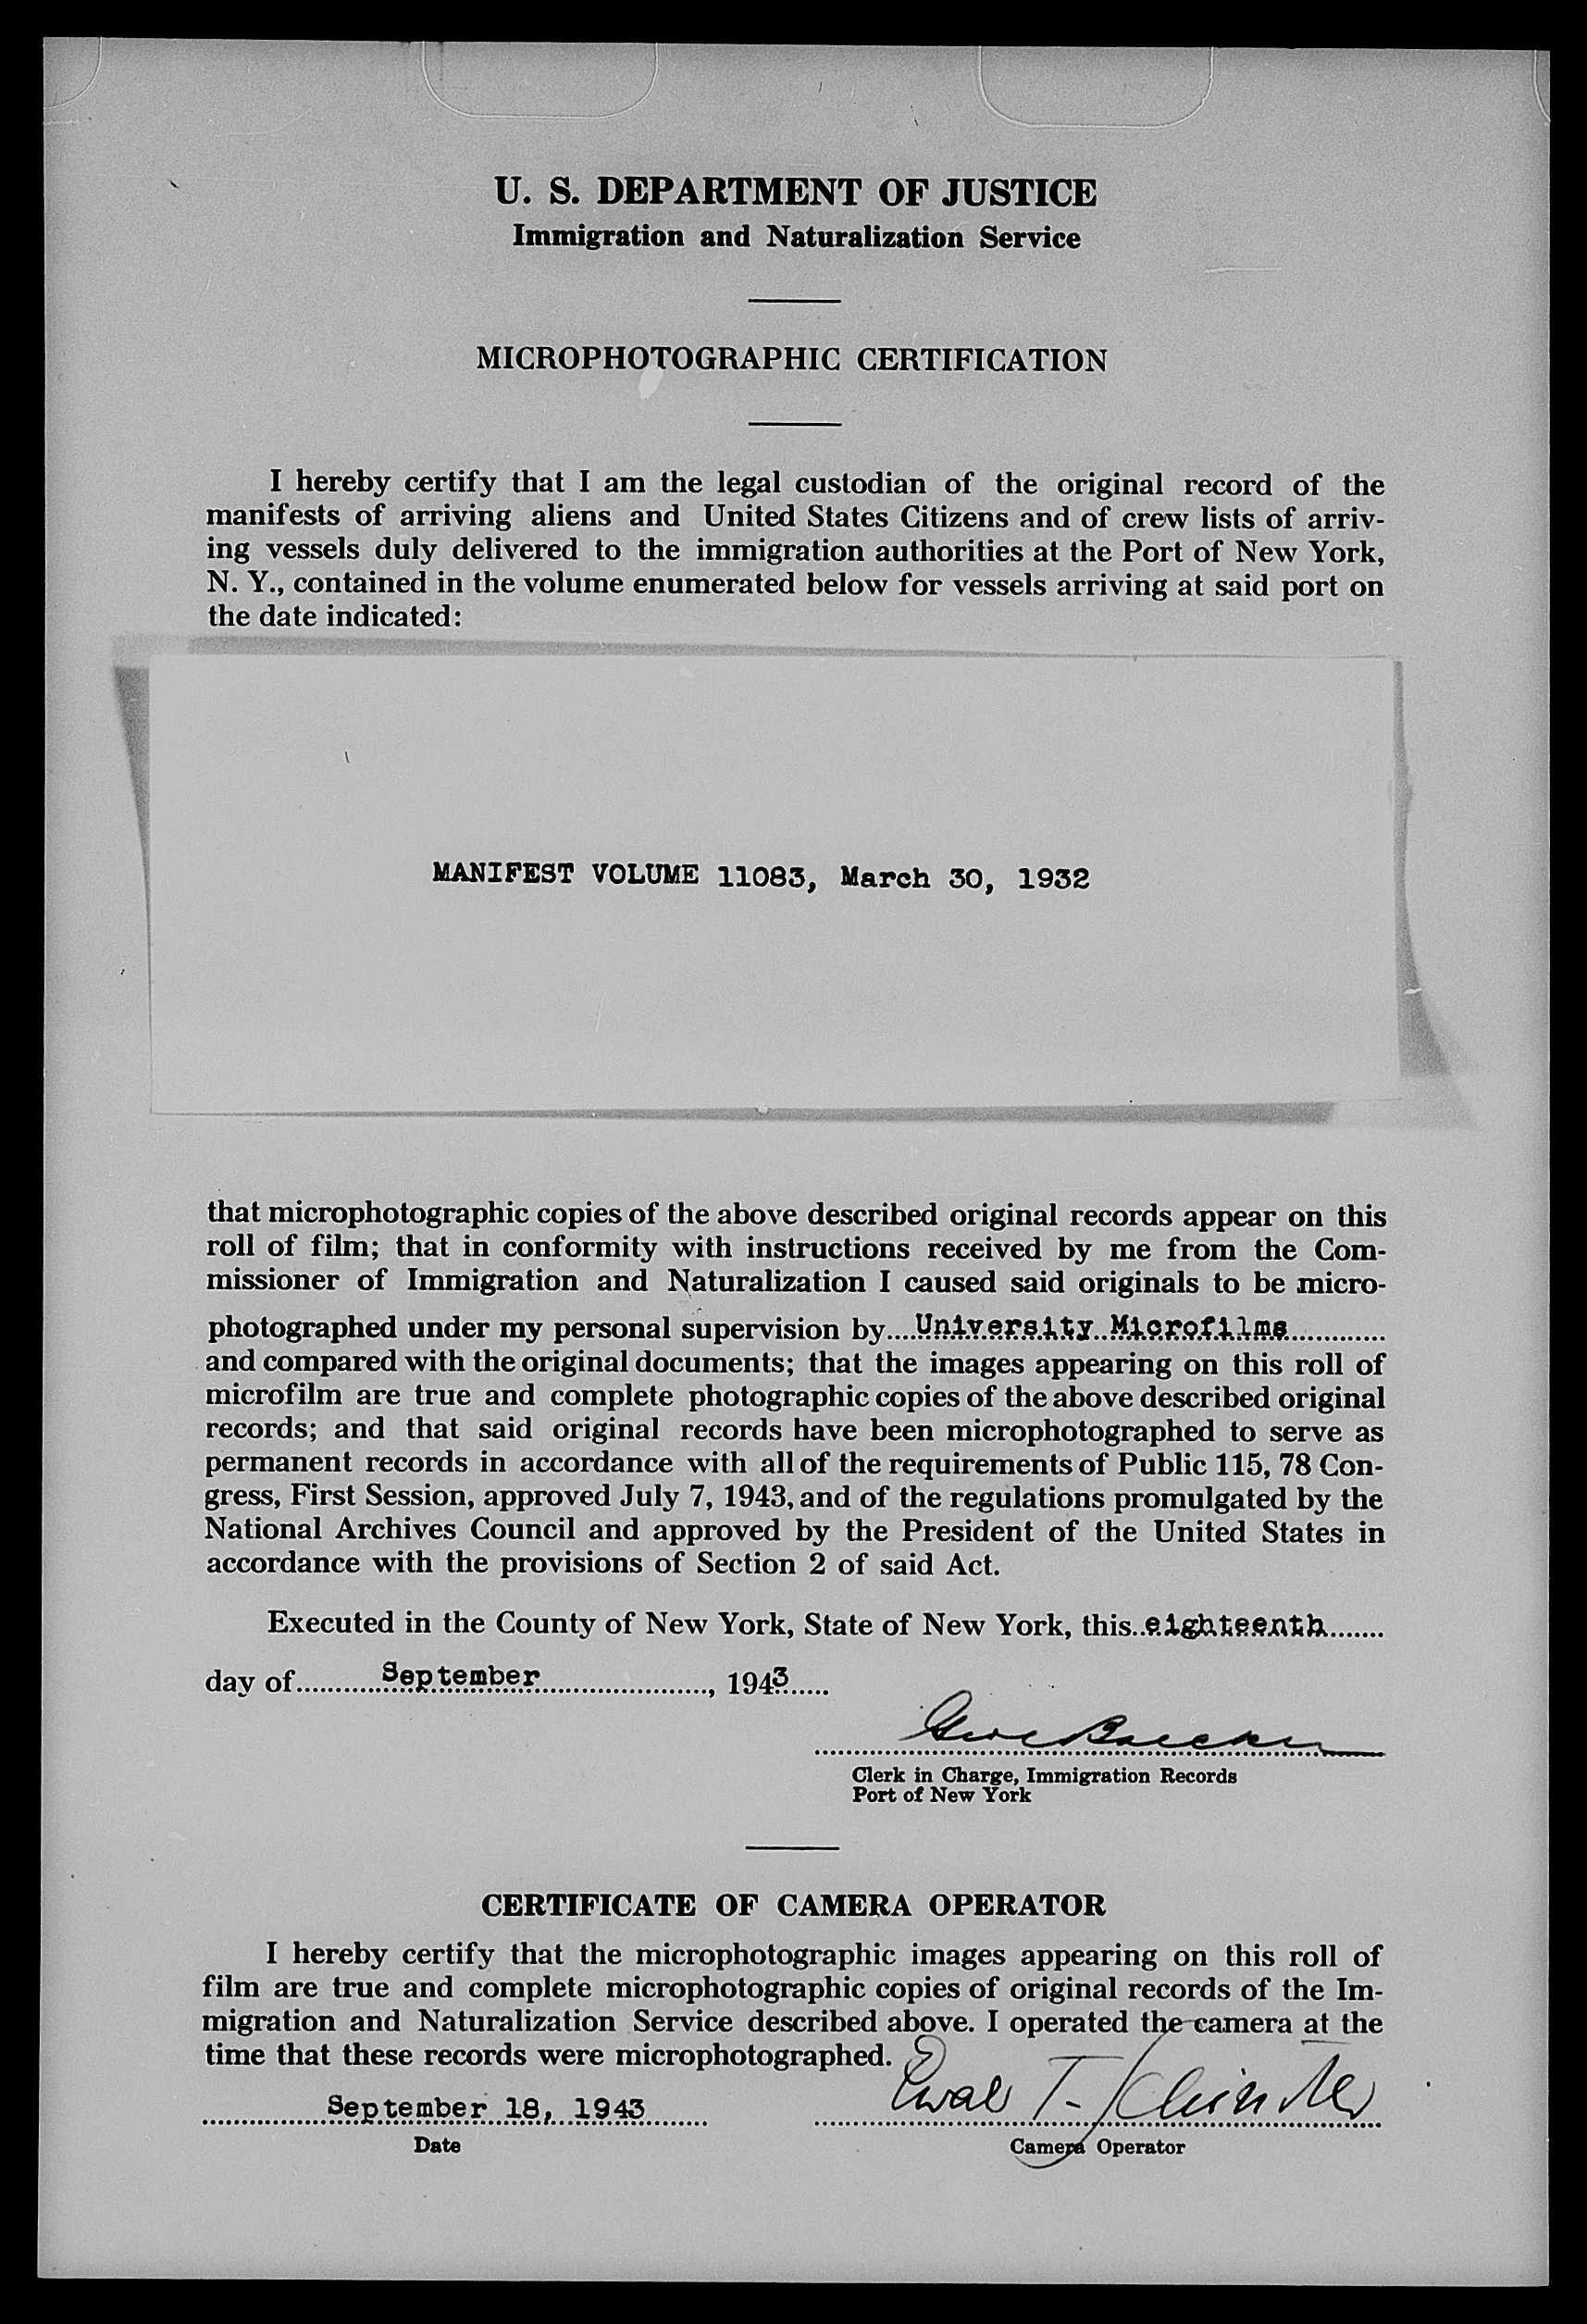 U. S. DEPARTMENT OF JUSTICE
Immigration and Naturalization Service
MICROPHOTOGRAPHIC CERTIFICATION
I hereby certify that I am the legal custodian of the original record of the
manifests of arriving aliens and United States Citizens and of crew lists of arriv-
ing vessels duly delivered to the immigration authorities at the Port of New York,
N. Y., contained in the volume enumerated below for vessels arriving at said port on
the date indicated:
MANIFEST VOLUME 11083, March 30, 1932
that microphotographic copies of the above described original records appear on this
roll of film; that in conformity with instructions received by me from the Com-
missioner of Immigration and Naturalization I caused said originals to be micro-
photographed under my personal supervision by....University Microfilms............
and compared with the original documents; that the images appearing on this roll of
microfilm are true and complete photographic copies of the above described original
records; and that said original records have been microphotographed to serve as
permanent records in accordance with all of the requirements of Public 115, 78 Con-
gress, First Session, approved July 7, 1943, and of the regulations promulgated by the
National Archives Council and approved by the President of the United States in
accordance with the provisions of Section 2 of said Act.
Executed in the County of New York, State of New York, this..eighteenth.......
day of............September........................, 1943......
Clerk in Charge, Immigration Records
Port of New York
CERTIFICATE OF CAMERA OPERATOR
I hereby certify that the microphotographic images appearing on this roll of
film are true and complete microphotographic copies of original records of the Im-
migration and Naturalization Service described above. I operated the camera at the
time that these records were microphotographed.
September 18, 1943
Date
Camera Operator